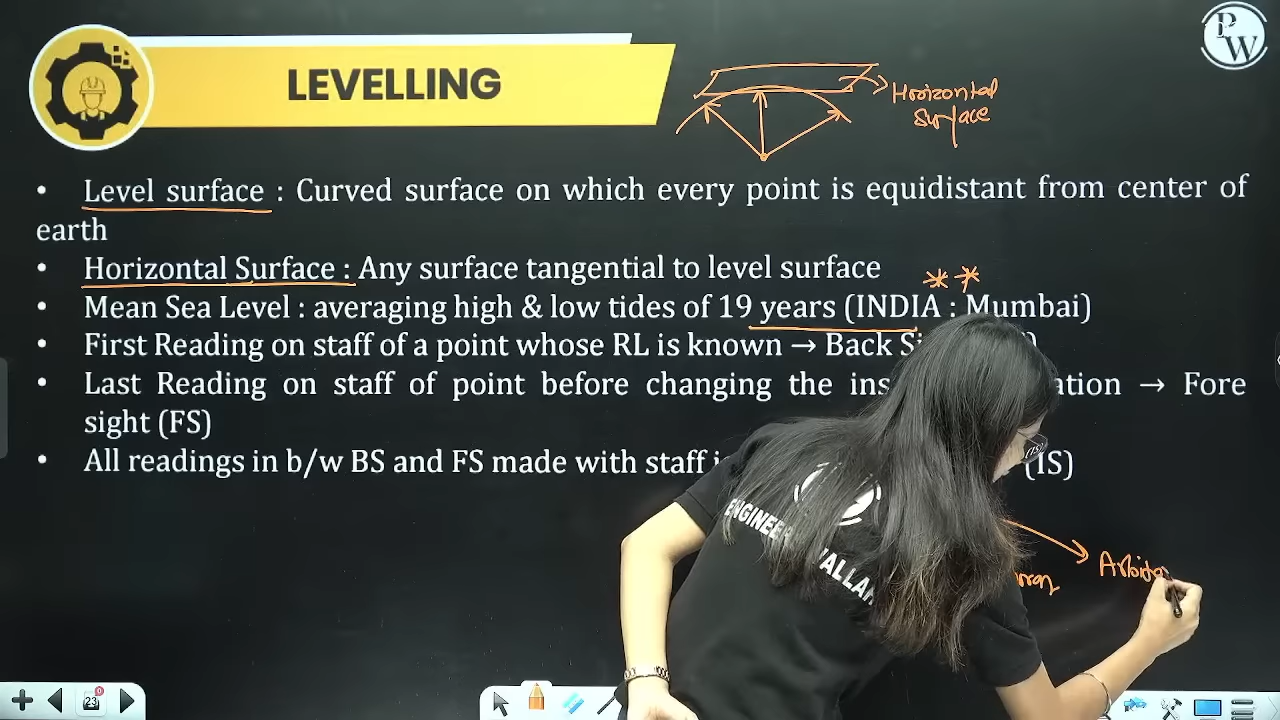 PW
LEVELLING
Horizontal
Surface
• Level surface : Curved surface on which every point is equidistant from center of
earth
• Horizontal Surface : Any surface tangential to level surface
• Mean Sea Level : averaging high & low tides of 19 years (INDIA : Mumbai)
• First Reading on staff of a point whose RL is known → Back
• Last Reading on staff of point before changing the → Fore
sight (FS)
• All readings in b/w BS and FS made with staff (IS)
23